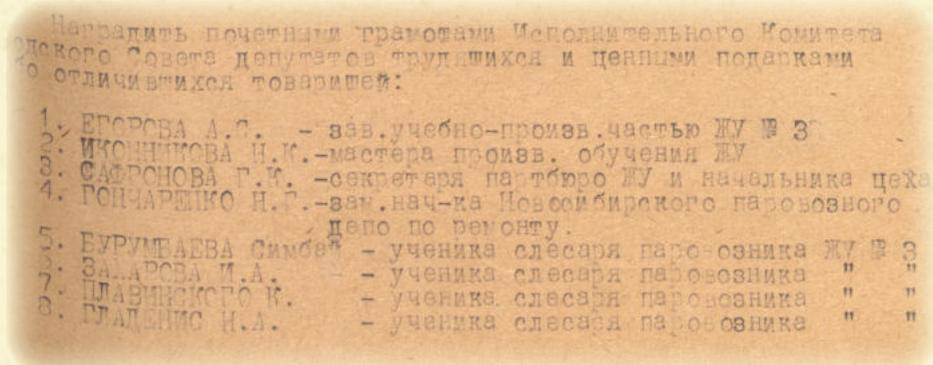 Наградить почетными грамотами Исполнительного Комитета
дского Совета депутатов трудящихся и ценными подарками
о отличившихся товарищей:
1. ЕГОРОВА А.С. - зав.учебно-произв.частью ЖУ № 3
2. ИКОННИКОВА Н.К.-мастера произв. обучения ЖУ
3. САФРОНОВА Г.К. -секретаря партбюро ЖУ и начальника цеха
4. ГОНЧАРЕНКО Н.Г.-зам.нач-ка Новосибирского паровозного
депо по ремонту.
5. БУРУМБАЕВА Симбай - ученика слесаря паровозника ЖУ № 3
И.А. - ученика слесаря паровозника " "
7. ПЛАВИНСКОГО К. - ученика слесаря паровозника " "
8. ГЛАДЕНИС Н.А. - ученика слесаря паровозника " "